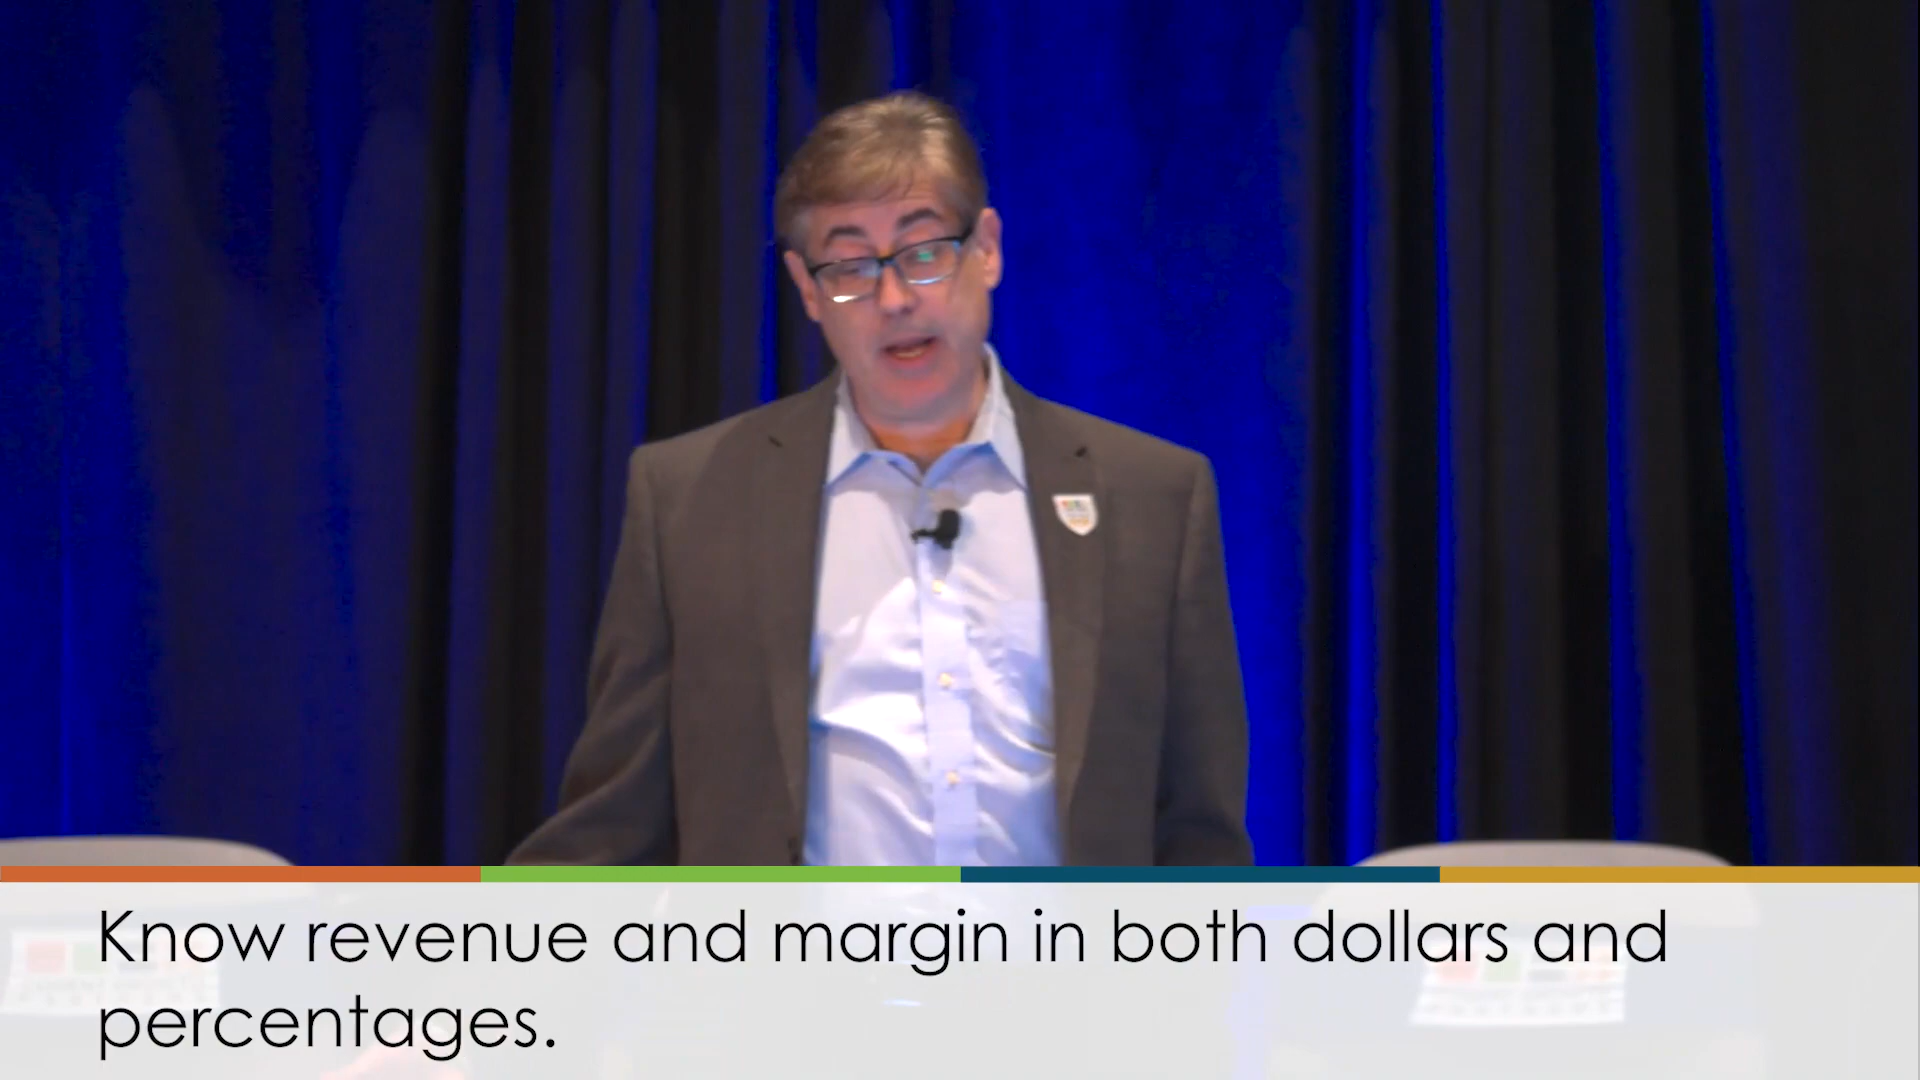 Know revenue and margin in both dollars and
percentages.